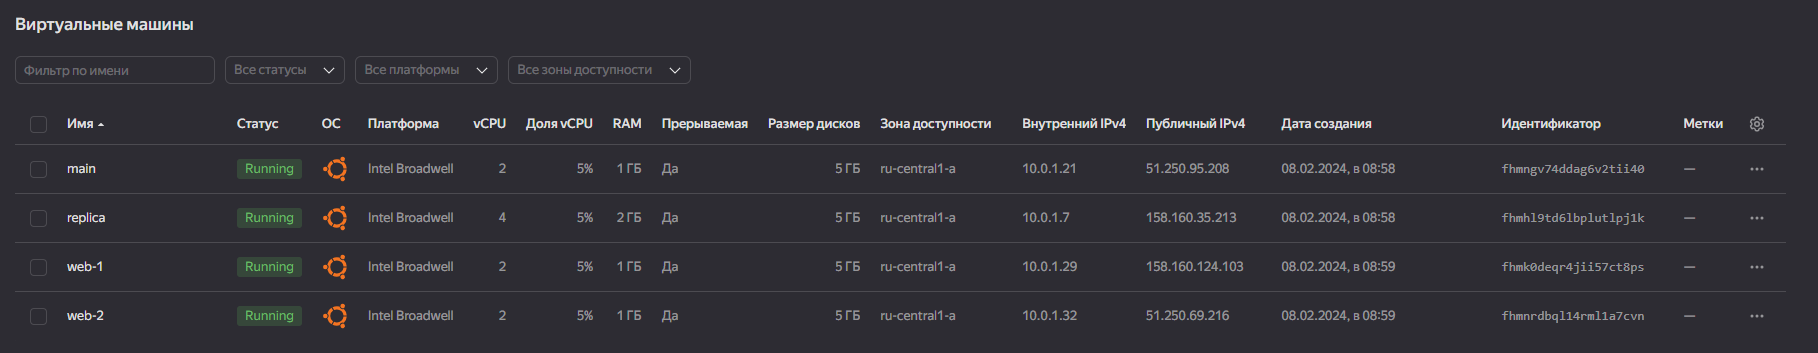 Виртуальные машины
Фильтр по имени Все статусы Все платформы Все зоны доступности
Имя Статус ОС Платформа vCPU Доля vCPU RAM Прерываемая Размер дисков Зона доступности Внутренний IPv4 Публичный IPv4 Дата создания Идентификатор Метки
main Running Intel Broadwell 2 5% 1 ГБ Да 5 ГБ ru-central1-a 10.0.1.21 51.250.95.208 08.02.2024, в 08:58 fhmngv74ddag6v2tii40 —
replica Running Intel Broadwell 4 5% 2 ГБ Да 5 ГБ ru-central1-a 10.0.1.7 158.160.35.213 08.02.2024, в 08:58 fhmhl9td6lbplutlpj1k —
web-1 Running Intel Broadwell 2 5% 1 ГБ Да 5 ГБ ru-central1-a 10.0.1.29 158.160.124.103 08.02.2024, в 08:59 fhmk0deqr4jii57ct8ps —
web-2 Running Intel Broadwell 2 5% 1 ГБ Да 5 ГБ ru-central1-a 10.0.1.32 51.250.69.216 08.02.2024, в 08:59 fhmnrdbql14rml1a7cvn —